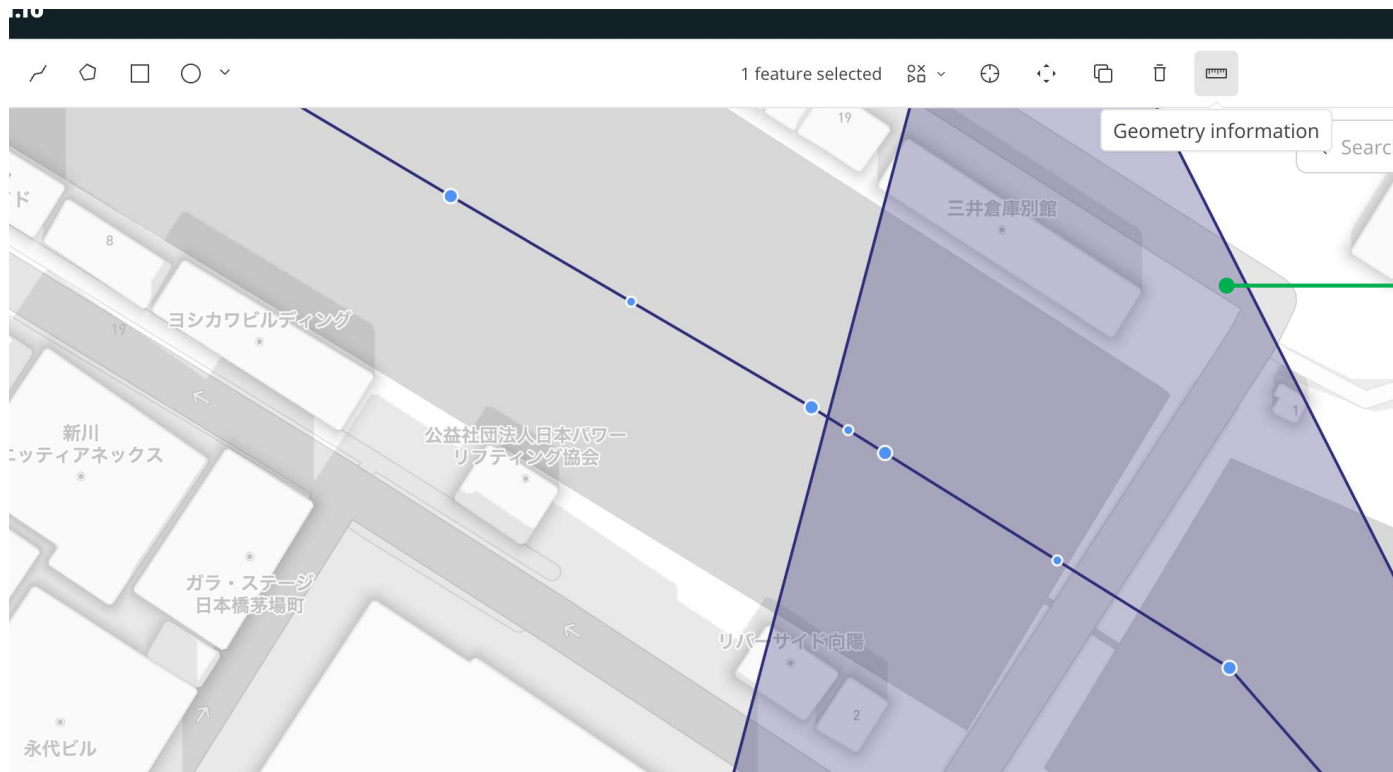 1 feature selected
Geometry information
Searc
19
三井倉庫別館
ド
8
ヨシカワビルディング
19
1
新川
ニッティアネックス
公益社団法人日本パワー
リフティング協会
ガラ・ステージ
日本橋茅場町
リバーサイド向陽
2
永代ビル